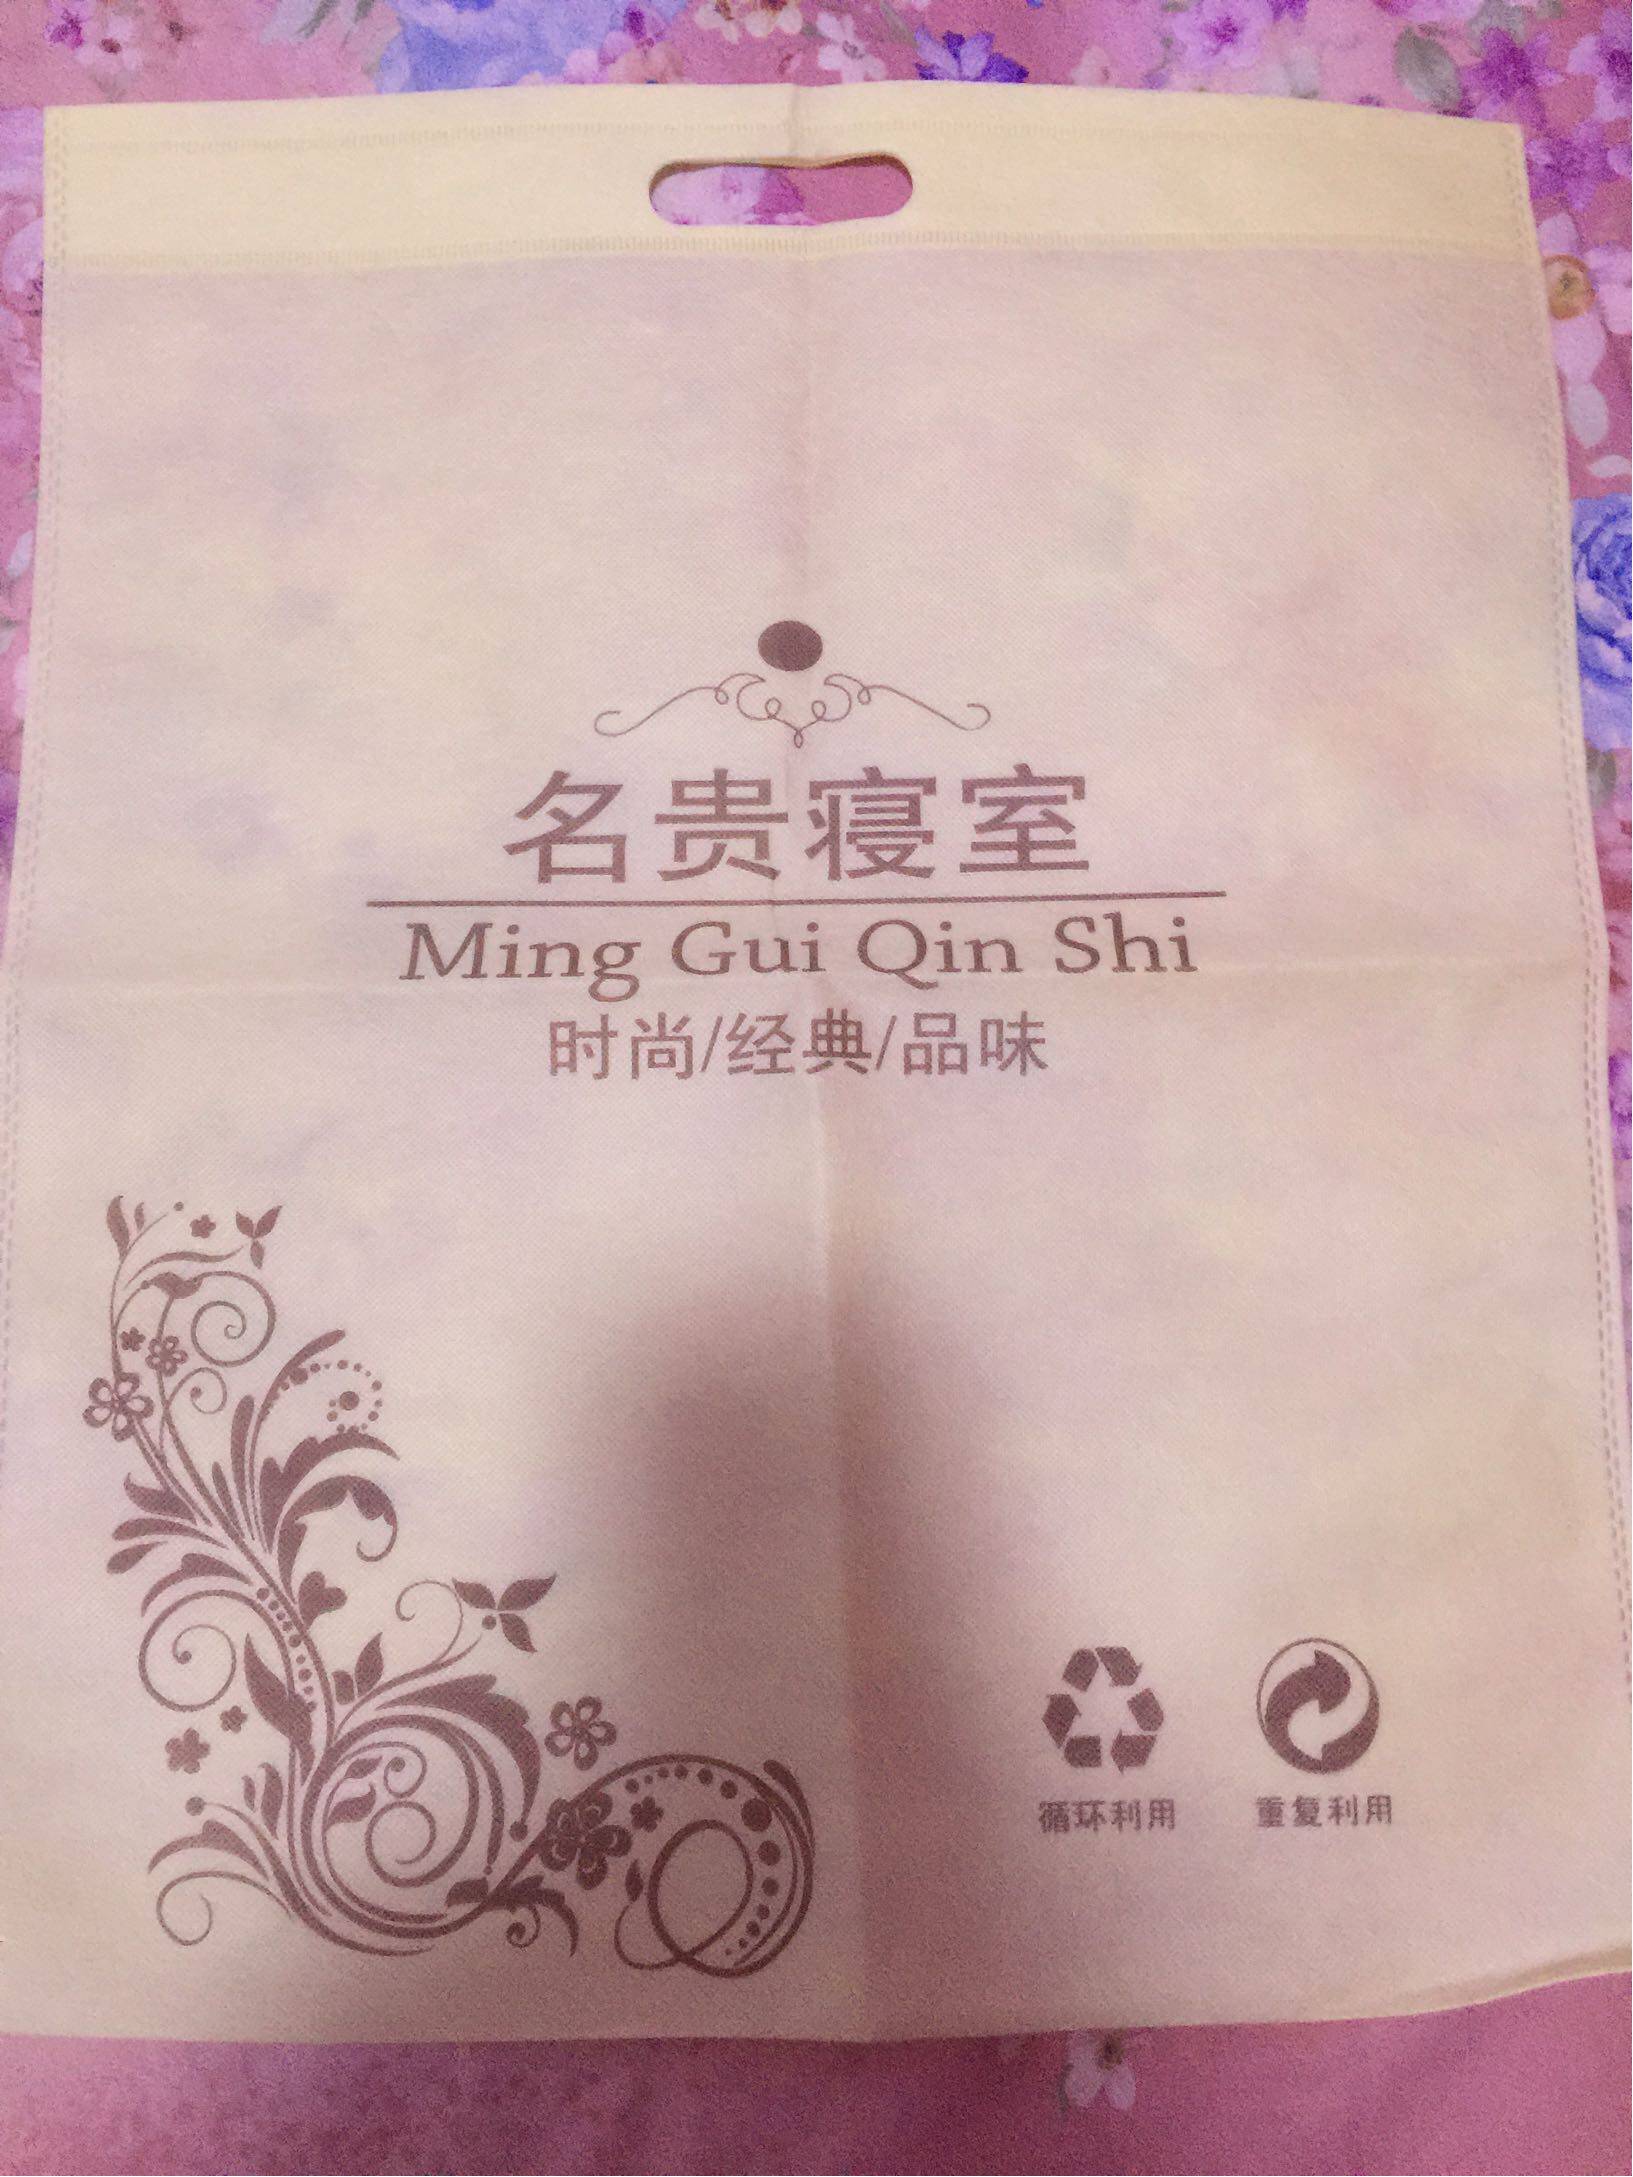 名贵寝室
Ming Gui Qin Shi
时尚/经典/品味
循环利用 重复利用